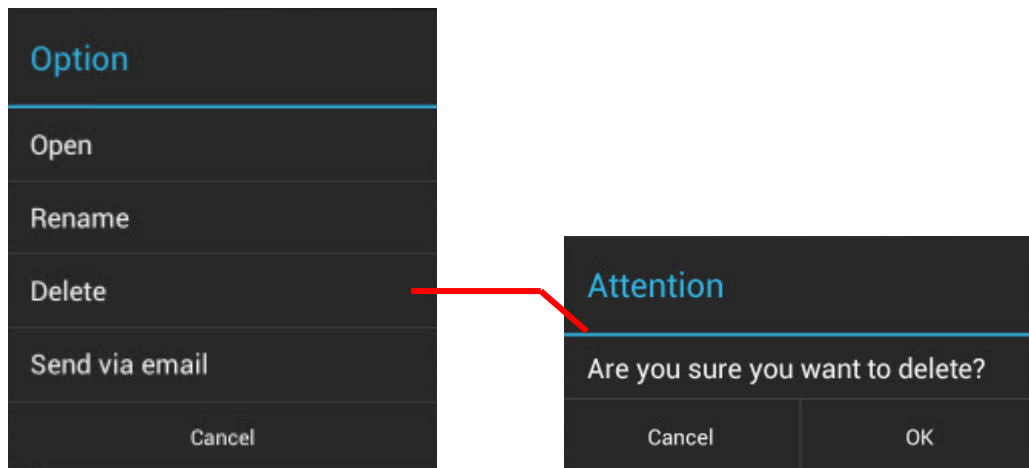 Option
Open
Rename
Delete
Send via email
Cancel
Attention
Are you sure you want to delete?
Cancel
OK